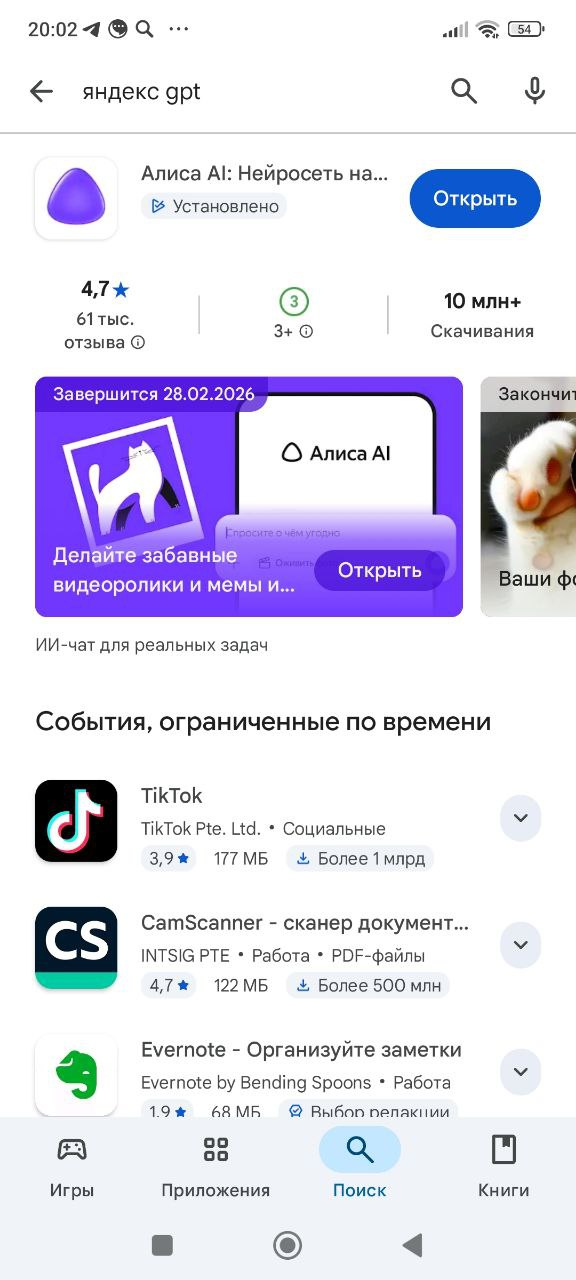 20:02
54
яндекс gpt
Алиса AI: Нейросеть на...
Установлено
Открыть
4,7★
61 тыс.
отзыва
3
3+
10 млн+
Скачивания
Завершится 28.02.2026
Алиса AI
Спросите о чём угодно
Оживить
Делайте забавные
видеоролики и мемы и...
Открыть
Закончит
Ваши фо
ИИ-чат для реальных задач
События, ограниченные по времени
TikTok
TikTok Pte. Ltd. • Социальные
3,9★ 177 МБ Более 1 млрд
CS
CamScanner - сканер документ...
INTSIG PTE • Работа • PDF-файлы
4,7★ 122 МБ Более 500 млн
Evernote - Организуйте заметки
Evernote by Bending Spoons • Работа
1,9★ 68 МБ Выбор редакции
Игры
Приложения
Поиск
Книги